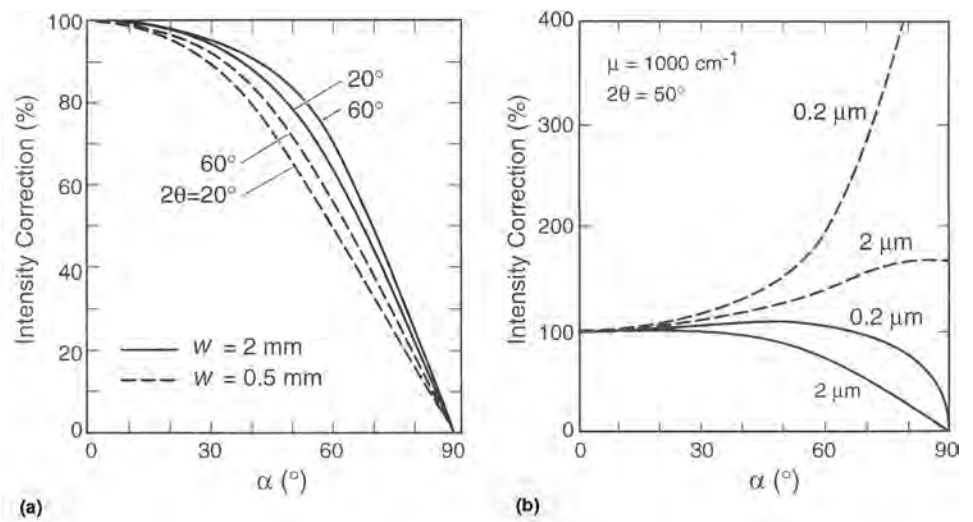 100
80
60
40
20
0
Intensity Correction (%)
20°
60°
60°
2θ=20°
W = 2 mm
W = 0.5 mm
0 30 60 90
α (°)
(a)
400
300
200
100
0
Intensity Correction (%)
μ = 1000 cm⁻¹
2θ = 50°
0.2 μm
2 μm
0.2 μm
2 μm
0 30 60 90
α (°)
(b)